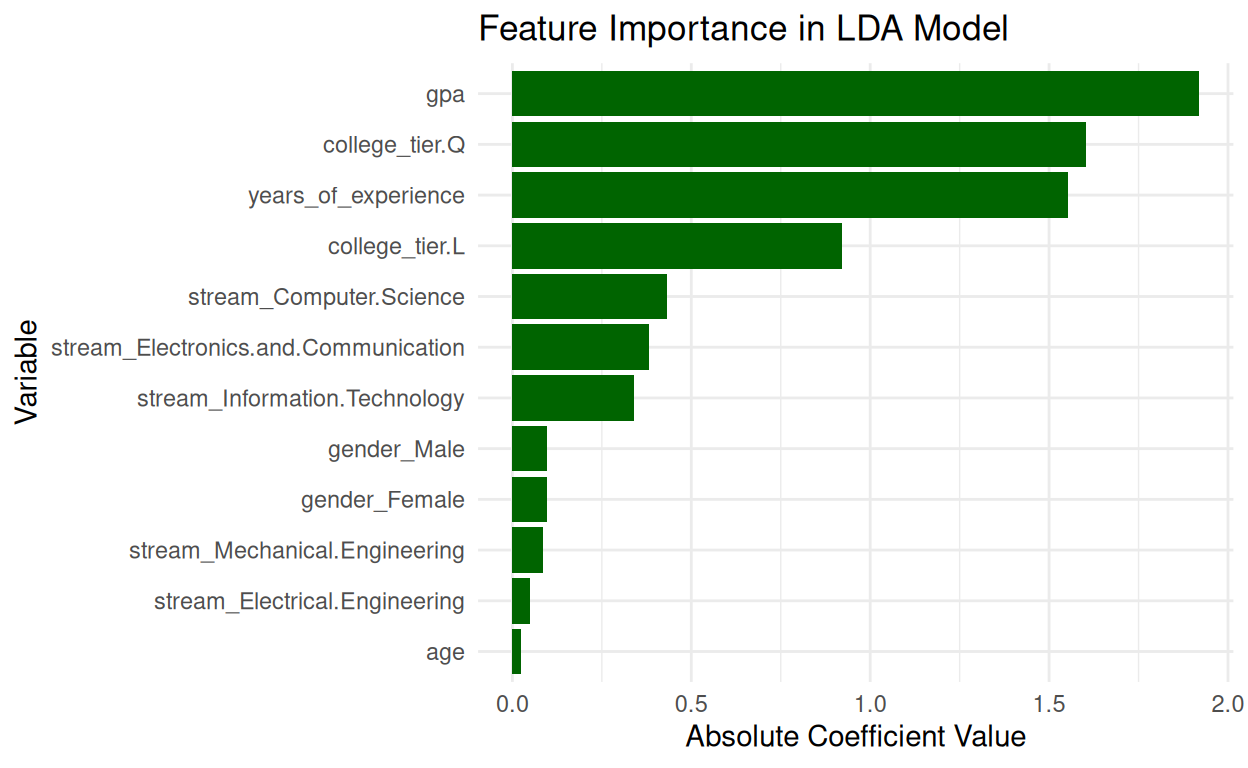 Feature Importance in LDA Model
gpa
college_tier.Q
years_of_experience
college_tier.L
stream_Computer.Science
stream_Electronics.and.Communication
stream_Information.Technology
gender_Male
gender_Female
stream_Mechanical.Engineering
stream_Electrical.Engineering
age
Variable
0.0 0.5 1.0 1.5 2.0
Absolute Coefficient Value